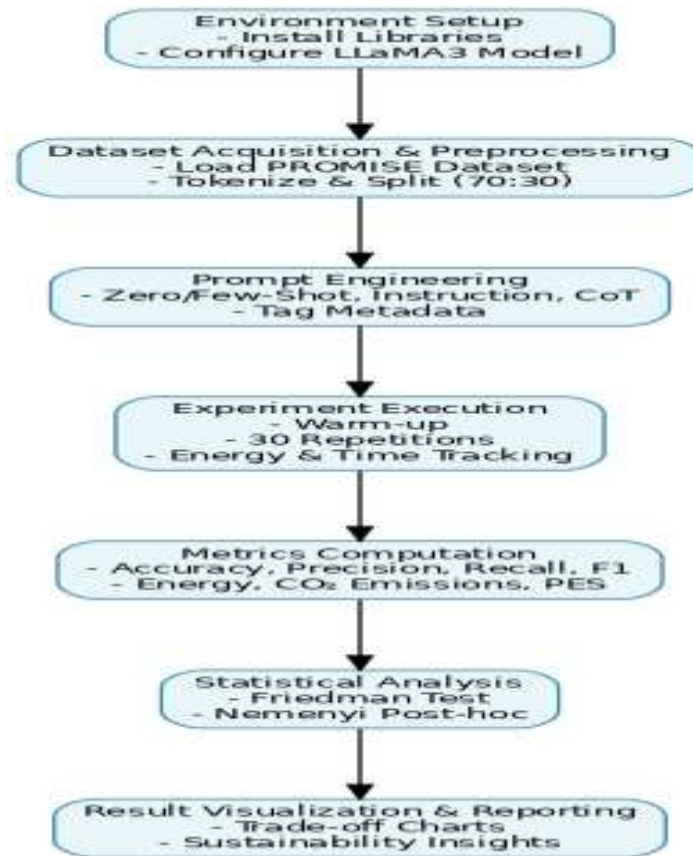 Environment Setup
- Install Libraries
- Configure LLaMA3 Model
Dataset Acquisition & Preprocessing
- Load PROMISE Dataset
- Tokenize & Split (70:30)
Prompt Engineering
- Zero/Few-Shot, Instruction, CoT
- Tag Metadata
Experiment Execution
- Warm-up
- 30 Repetitions
- Energy & Time Tracking
Metrics Computation
- Accuracy, Precision, Recall, F1
- Energy, CO₂ Emissions, PES
Statistical Analysis
- Friedman Test
- Nemenyi Post-hoc
Result Visualization & Reporting
- Trade-off Charts
- Sustainability Insights